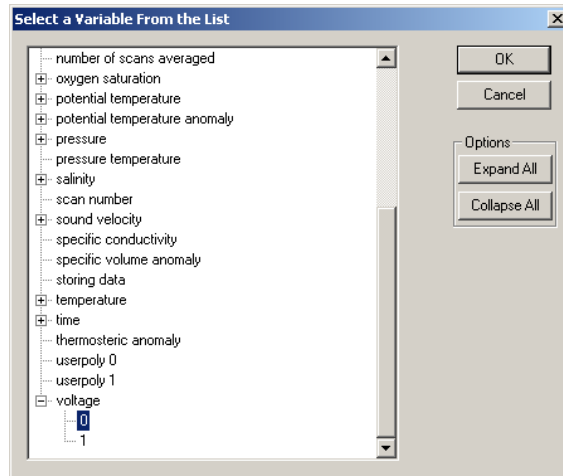 Select a Variable From the List
number of scans averaged
oxygen saturation
potential temperature
potential temperature anomaly
pressure
pressure temperature
salinity
scan number
sound velocity
specific conductivity
specific volume anomaly
storing data
temperature
time
thermosteric anomaly
userpoly 0
userpoly 1
voltage
0
1
OK
Cancel
Options
Expand All
Collapse All